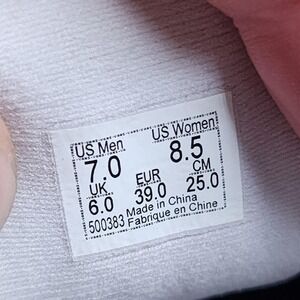 US Men US Women
7.0 8.5
UK EUR CM
6.0 39.0 25.0
Made in China
500383 Fabrique en Chine